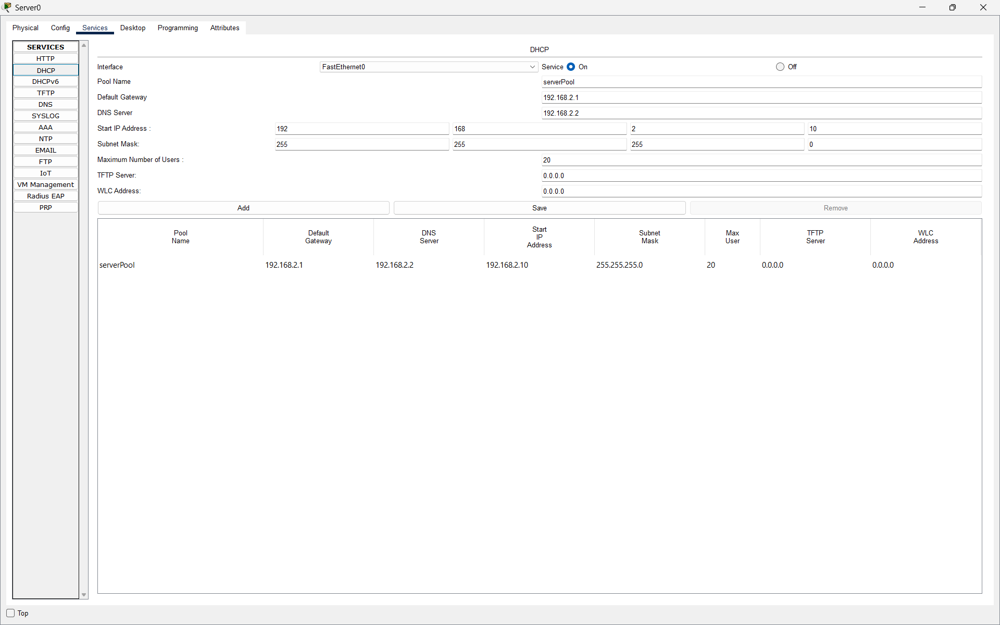 Server0
Physical Config Services Desktop Programming Attributes
SERVICES
HTTP
DHCP
DHCPv6
TFTP
DNS
SYSLOG
AAA
NTP
EMAIL
FTP
IoT
VM Management
Radius EAP
PRP
DHCP
Interface FastEthernet0 Service On Off
Pool Name serverPool
Default Gateway 192.168.2.1
DNS Server 192.168.2.2
Start IP Address : 192 168 2 10
Subnet Mask: 255 255 255 0
Maximum Number of Users : 20
TFTP Server: 0.0.0.0
WLC Address: 0.0.0.0
Add Save Remove
Pool Name Default Gateway DNS Server Start IP Address Subnet Mask Max User TFTP Server WLC Address
serverPool 192.168.2.1 192.168.2.2 192.168.2.10 255.255.255.0 20 0.0.0.0 0.0.0.0
Top